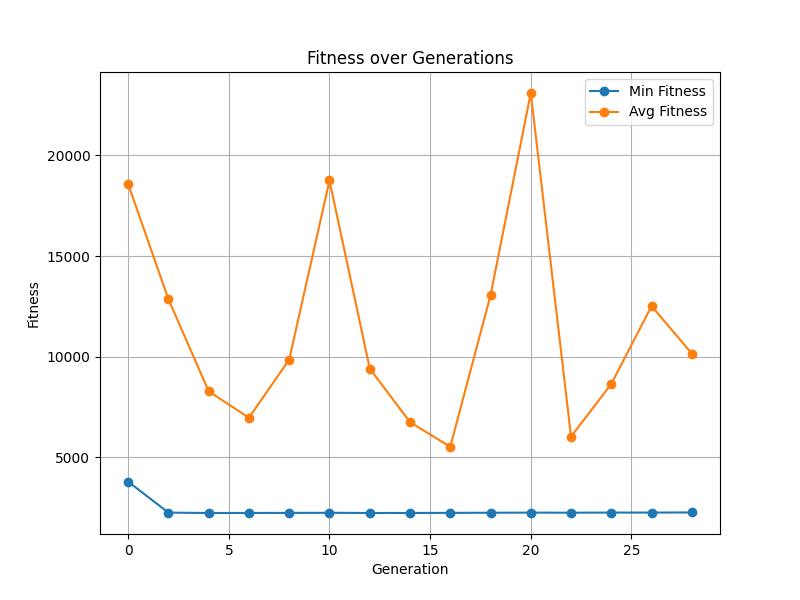 Fitness over Generations
Min Fitness
Avg Fitness
20000
15000
10000
5000
Fitness
0 5 10 15 20 25
Generation